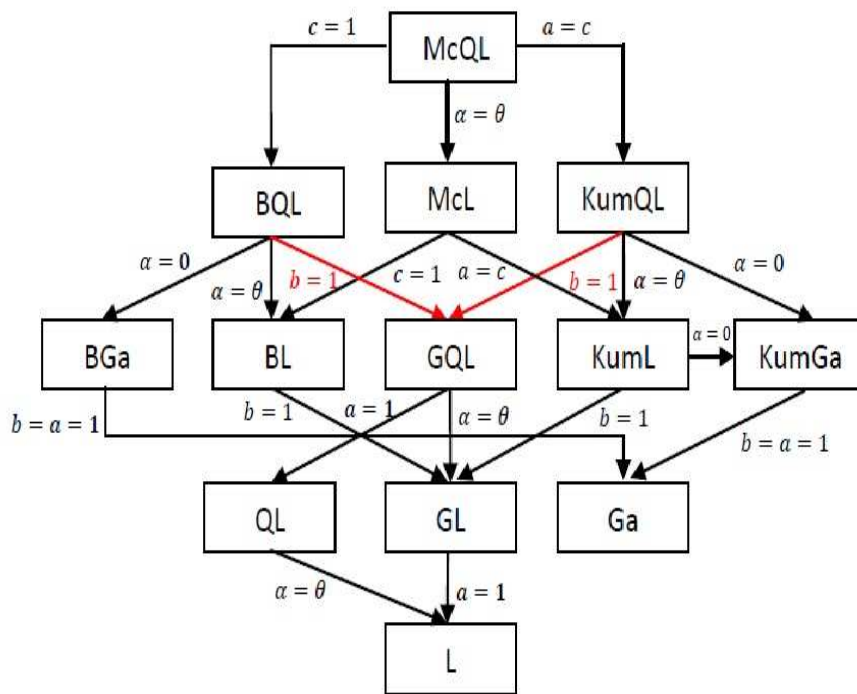 c = 1
McQL
a = c
α = θ
BQL
McL
KumQL
α = 0
α = θ
b = 1
c = 1
a = c
b = 1
α = θ
α = 0
BGa
BL
GQL
KumL
α=0
KumGa
b = a = 1
b = 1
a = 1
α = θ
b = 1
b = a = 1
QL
GL
Ga
α = θ
a = 1
L